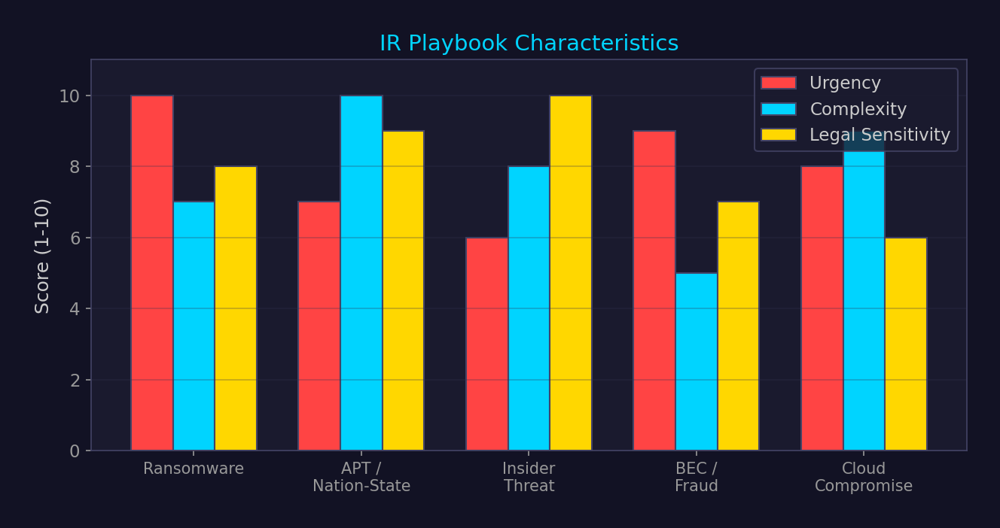 IR Playbook Characteristics
Urgency
Complexity
Legal Sensitivity
Score (1-10)
10
8
6
4
2
0
Ransomware
APT /
Nation-State
Insider
Threat
BEC /
Fraud
Cloud
Compromise